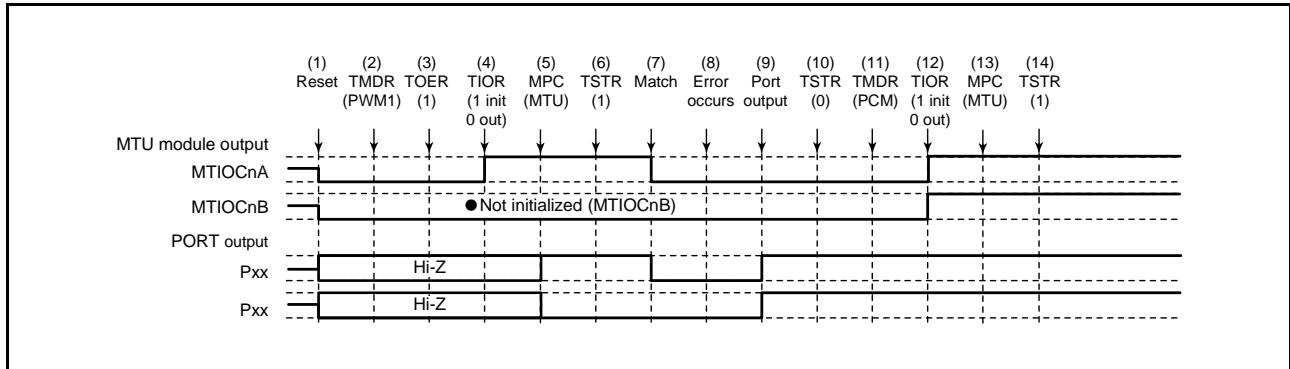 (1) (2) (3) (4) (5) (6) (7) (8) (9) (10) (11) (12) (13) (14)
Reset TMDR TOER TIOR MPC TSTR Match Error Port TSTR TMDR TIOR MPC TSTR
(PWM1) (1) (1 init (MTU) (1) occurs output (0) (PCM) (1 init (MTU) (1)
0 out) 0 out)
MTU module output
MTIOCnA
MTIOCnB ●Not initialized (MTIOCnB)
PORT output
Pxx Hi-Z
Pxx Hi-Z